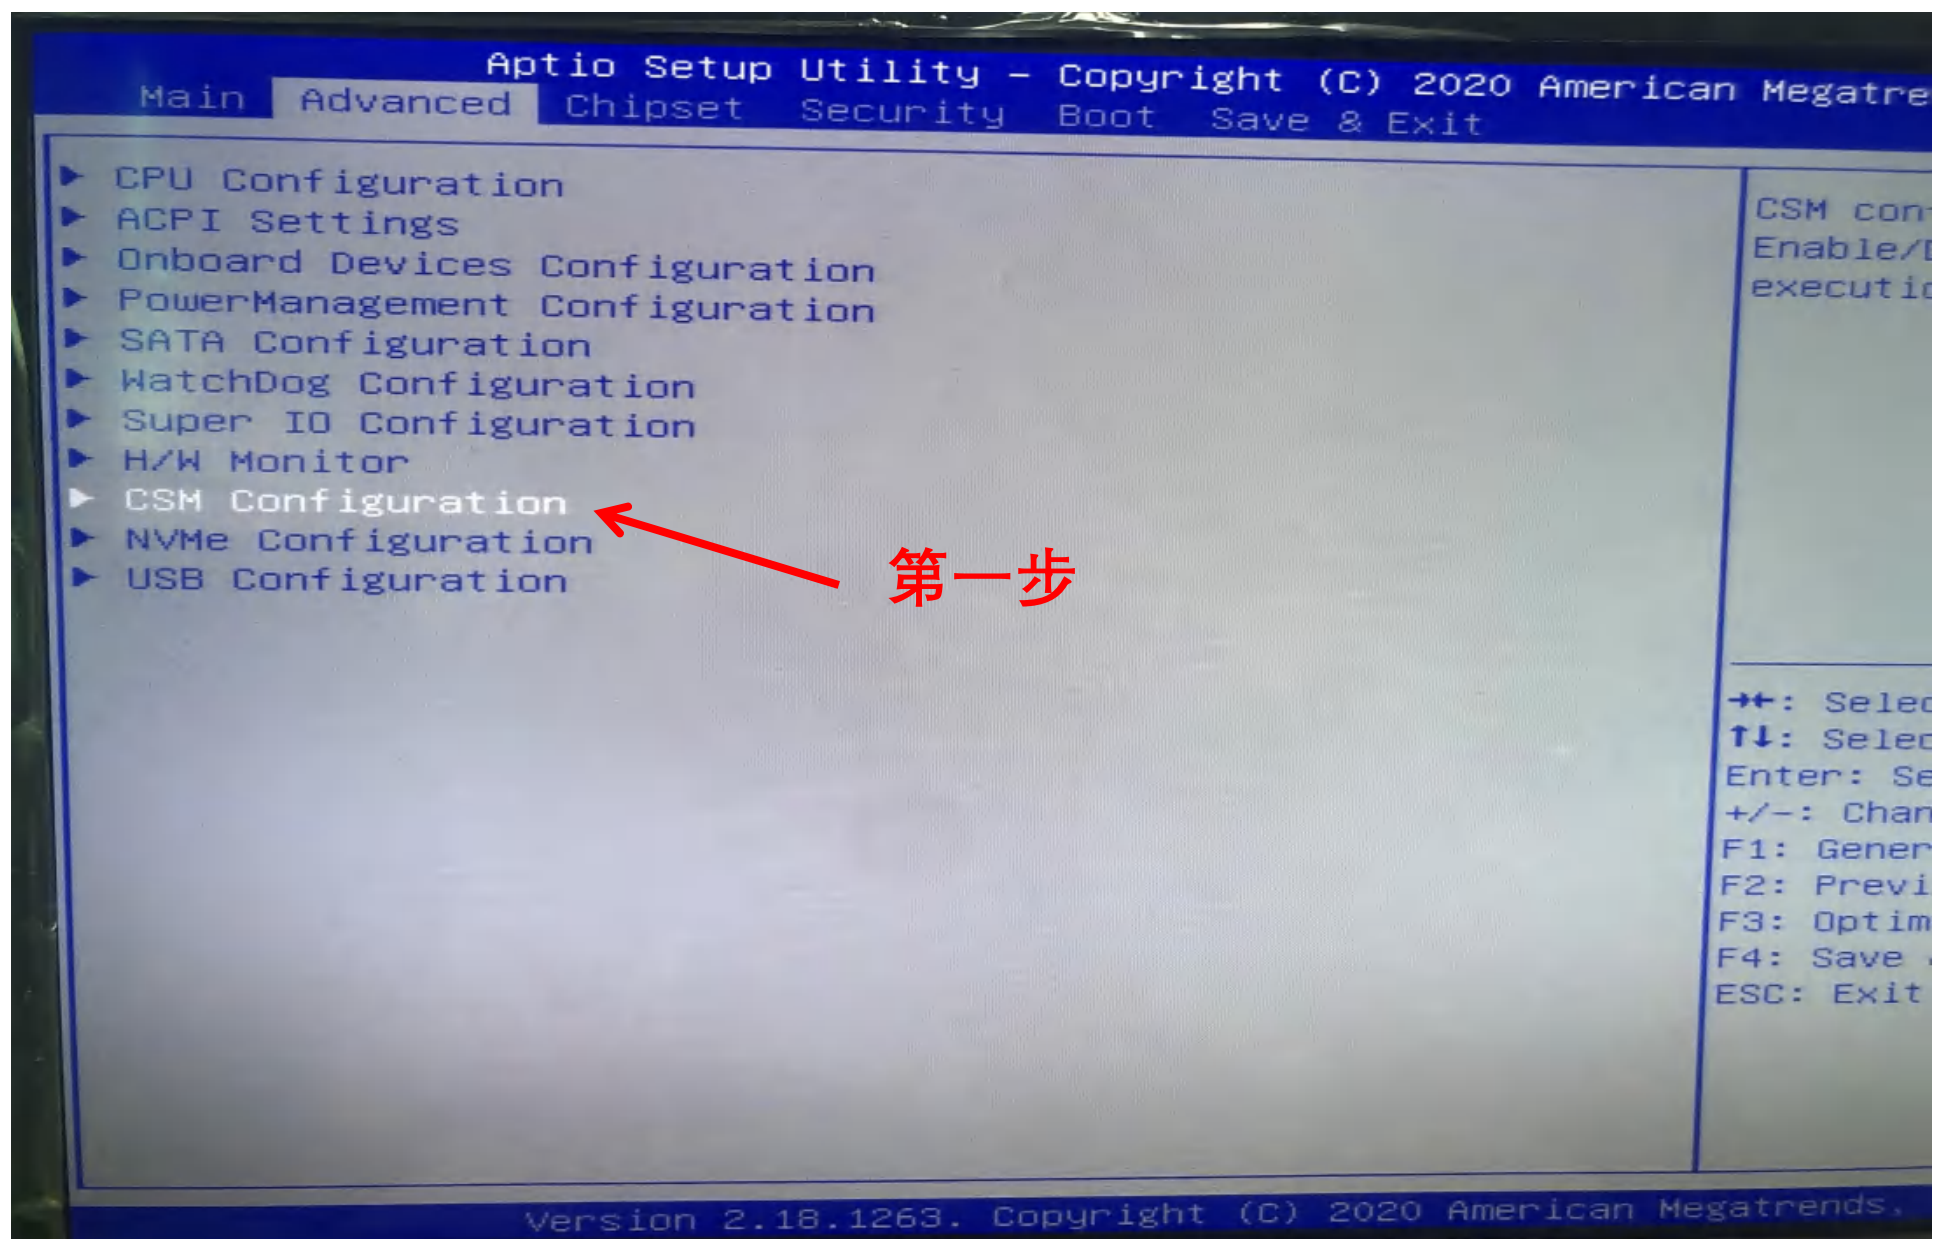 Aptio Setup Utility – Copyright (C) 2020 American Megatre
Main Advanced Chipset Security Boot Save & Exit
CPU Configuration
ACPI Settings
Onboard Devices Configuration
PowerManagement Configuration
SATA Configuration
WatchDog Configuration
Super IO Configuration
H/W Monitor
CSM Configuration
NVMe Configuration
USB Configuration
第一步
CSM con
Enable/D
executio
→←: Selec
↑↓: Selec
Enter: Se
+/-: Chan
F1: Gener
F2: Previ
F3: Optim
F4: Save
ESC: Exit
Version 2.18.1263. Copyright (C) 2020 American Megatrends,